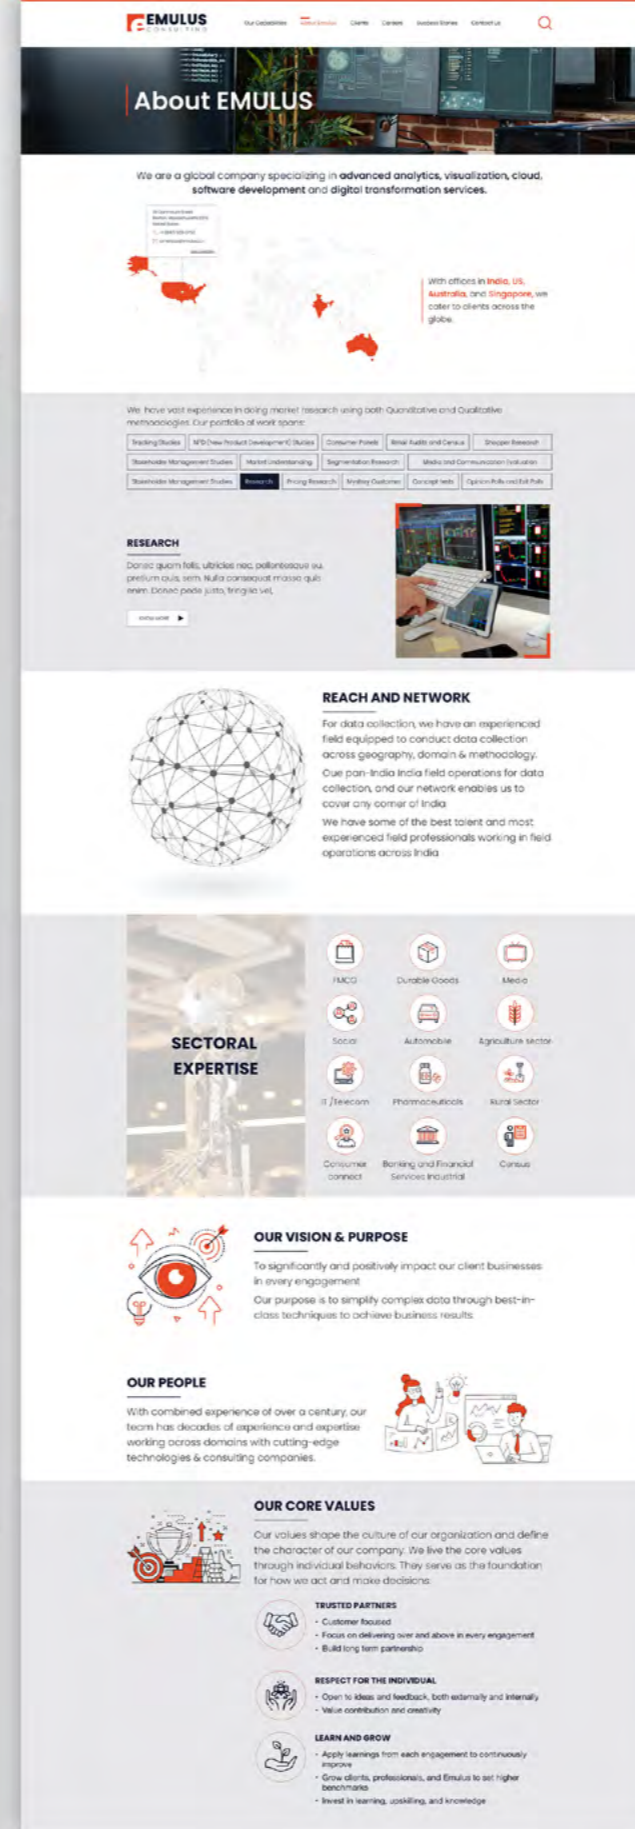 EMULUS
CONSULTING
Our Capabilities
About Emulus
Clients
Careers
Success Stories
Contact us
About EMULUS
We are a global company specializing in advanced analytics, visualization, cloud,
software development and digital transformation services.
With offices in India, US,
Australia, and Singapore, we
cater to clients across the
globe.
We have vast experience in doing market research using both Quantitative and Qualitative
methodologies. Our portfolio of work spans:
Tracking Studies
NPD (New Product Development) Studies
Consumer Panels
Retail Audits and Census
Shopper Research
Stakeholder Management Studies
Market Understanding
Segmentation Research
Media and Communication Evaluation
Stakeholder Management Studies
Research
Pricing Research
Mystery Customer
Concept tests
Opinion Polls and Exit Polls
RESEARCH
Donec quam felis, ultricies nec, pellentesque eu,
pretium quis, sem. Nulla consequat massa quis
enim. Donec pede justo, fringilla vel,
KNOW MORE
REACH AND NETWORK
For data collection, we have an experienced
field equipped to conduct data collection
across geography, domain & methodology.
Oue pan-India India field operations for data
collection, and our network enables us to
cover any corner of India
We have some of the best talent and most
experienced field professionals working in field
operations across India
SECTORAL
EXPERTISE
FMCG
Durable Goods
Media
Social
Automobile
Agriculture sector
IT /Telecom
Pharmaceuticals
Rural Sector
Consumer
connect
Banking and Financial
Services Industrial
Census
OUR VISION & PURPOSE
To significantly and positively impact our client businesses
in every engagement
Our purpose is to simplify complex data through best-in-
class techniques to achieve business results.
OUR PEOPLE
With combined experience of over a century, our
team has decades of experience and expertise
working across domains with cutting-edge
technologies & consulting companies.
OUR CORE VALUES
Our values shape the culture of our organization and define
the character of our company. We live the core values
through individual behaviors. They serve as the foundation
for how we act and make decisions.
TRUSTED PARTNERS
- Customer focused
- Focus on delivering over and above in every engagement
- Build long term partnership
RESPECT FOR THE INDIVIDUAL
- Open to ideas and feedback, both externally and internally
- Value contribution and creativity
LEARN AND GROW
- Apply learnings from each engagement to continuously
improve
- Grow clients, professionals, and Emulus to set higher
benchmarks
- Invest in learning, upskilling, and knowledge